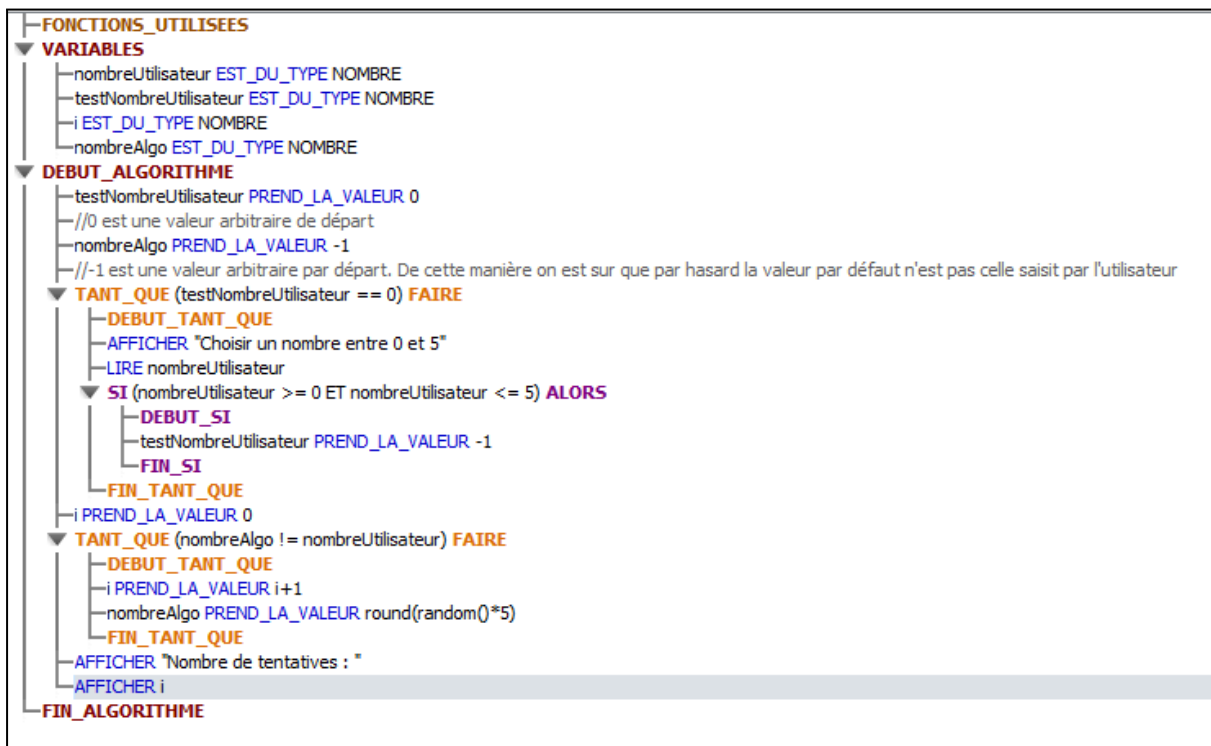 FONCTIONS_UTILISEES
VARIABLES
nombreUtilisateur EST_DU_TYPE NOMBRE
testNombreUtilisateur EST_DU_TYPE NOMBRE
i EST_DU_TYPE NOMBRE
nombreAlgo EST_DU_TYPE NOMBRE
DEBUT_ALGORITHME
testNombreUtilisateur PREND_LA_VALEUR 0
//0 est une valeur arbitraire de départ
nombreAlgo PREND_LA_VALEUR -1
//-1 est une valeur arbitraire par départ. De cette manière on est sur que par hasard la valeur par défaut n'est pas celle saisit par l'utilisateur
TANT_QUE (testNombreUtilisateur == 0) FAIRE
DEBUT_TANT_QUE
AFFICHER "Choisir un nombre entre 0 et 5"
LIRE nombreUtilisateur
SI (nombreUtilisateur >= 0 ET nombreUtilisateur <= 5) ALORS
DEBUT_SI
testNombreUtilisateur PREND_LA_VALEUR -1
FIN_SI
FIN_TANT_QUE
i PREND_LA_VALEUR 0
TANT_QUE (nombreAlgo != nombreUtilisateur) FAIRE
DEBUT_TANT_QUE
i PREND_LA_VALEUR i+1
nombreAlgo PREND_LA_VALEUR round(random()*5)
FIN_TANT_QUE
AFFICHER "Nombre de tentatives : "
AFFICHER i
FIN_ALGORITHME